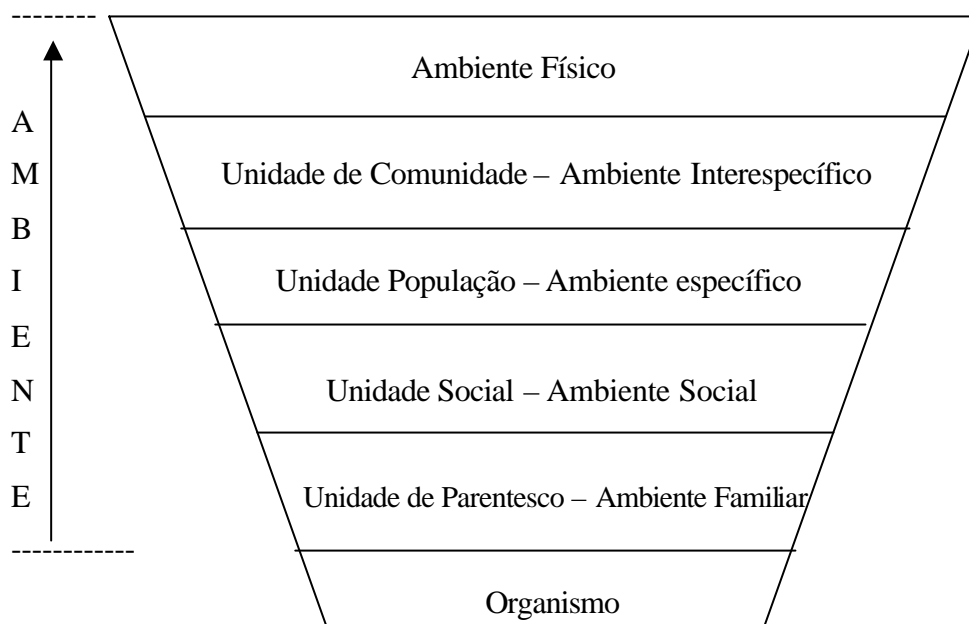 Ambiente Físico
A
M
B
I
E
N
T
E
Unidade de Comunidade – Ambiente Interespecífico
Unidade População – Ambiente específico
Unidade Social – Ambiente Social
Unidade de Parentesco – Ambiente Familiar
Organismo